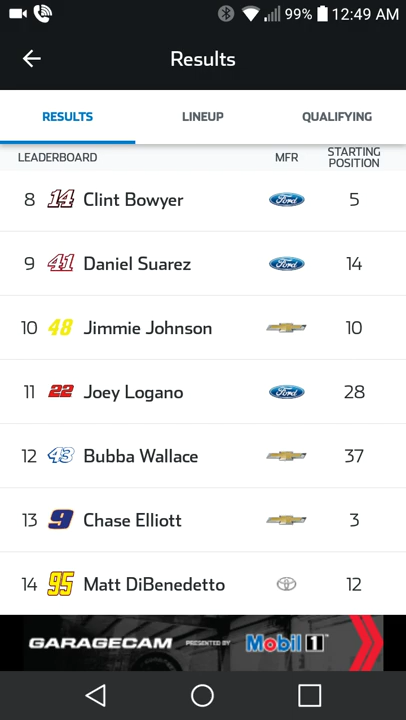 99% 12:49 AM
Results
RESULTS LINEUP QUALIFYING
LEADERBOARD MFR STARTING POSITION
8 14 Clint Bowyer Ford 5
9 41 Daniel Suarez Ford 14
10 48 Jimmie Johnson 10
11 22 Joey Logano Ford 28
12 43 Bubba Wallace 37
13 9 Chase Elliott 3
14 95 Matt DiBenedetto 12
GARAGECAM PRESENTED BY Mobil 1